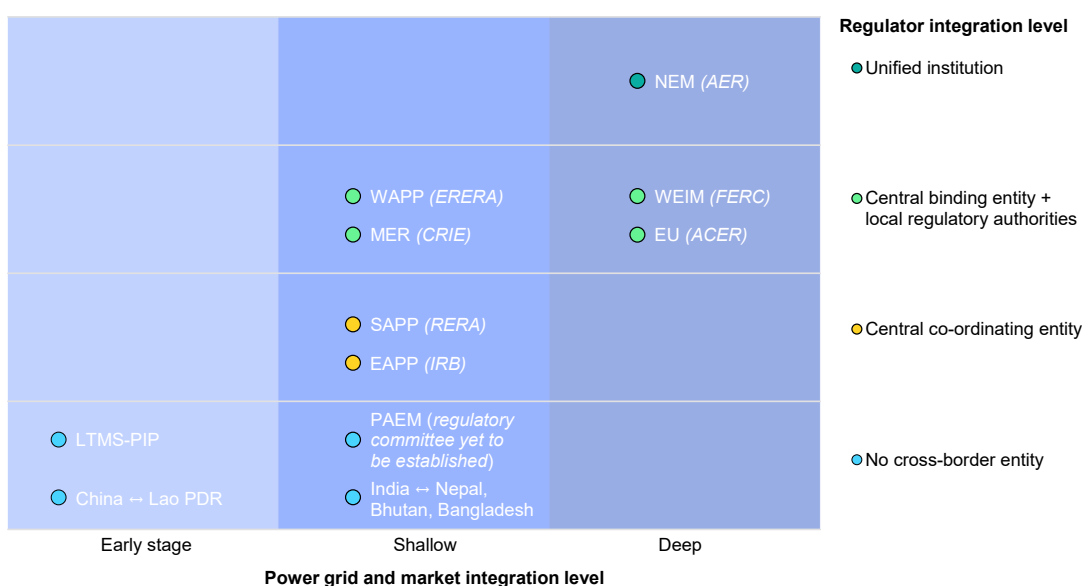 Regulator integration level
NEM (AER)
Unified institution
WAPP (ERERA)
WEIM (FERC)
MER (CRIE)
EU (ACER)
Central binding entity +
local regulatory authorities
SAPP (RERA)
EAPP (IRB)
Central co-ordinating entity
LTMS-PIP
PAEM (regulatory
committee yet to
be established)
No cross-border entity
China ↔ Lao PDR
India ↔ Nepal,
Bhutan, Bangladesh
Early stage
Shallow
Deep
Power grid and market integration level